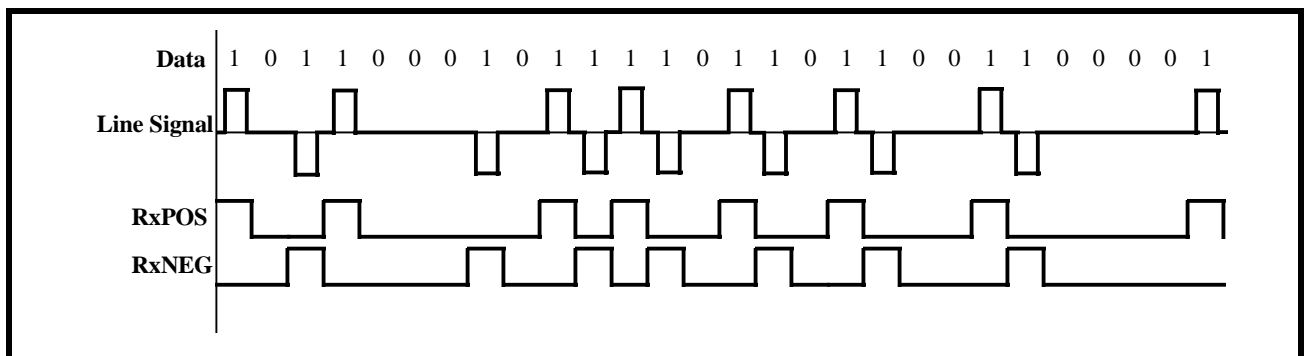 Data 1 0 1 1 0 0 0 1 0 1 1 1 1 0 1 1 0 1 1 0 0 1 1 0 0 0 0 1
Line Signal
RxPOS
RxNEG